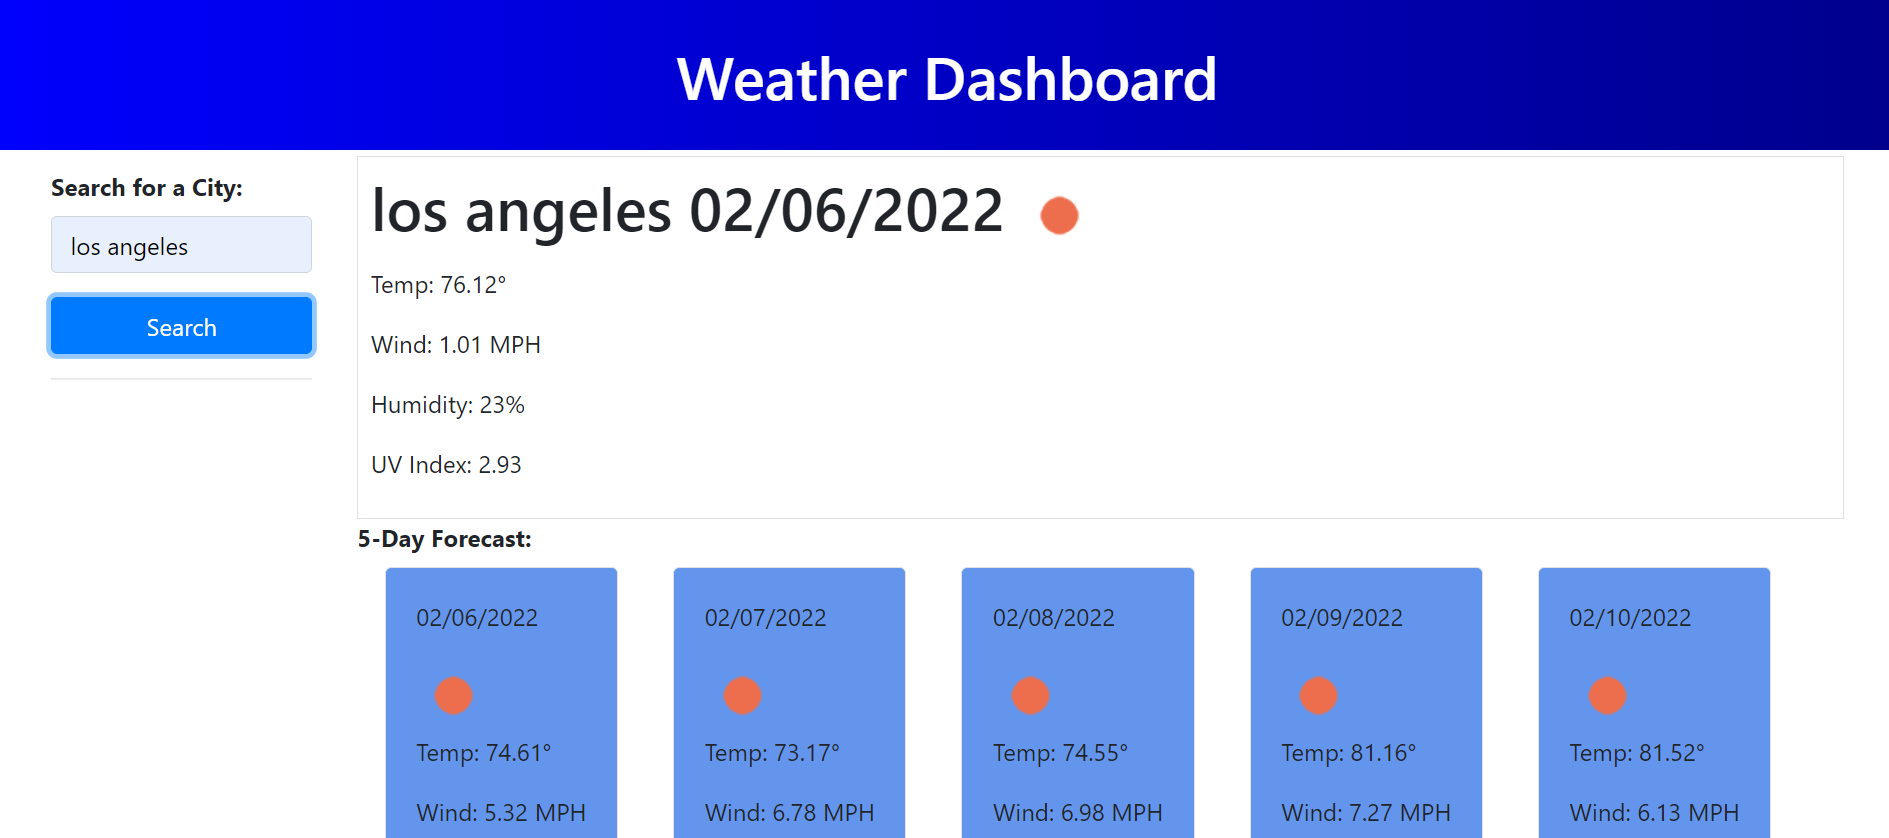 Weather Dashboard
Search for a City:
los angeles
Search
los angeles 02/06/2022
Temp: 76.12°
Wind: 1.01 MPH
Humidity: 23%
UV Index: 2.93
5-Day Forecast:
02/06/2022
Temp: 74.61°
Wind: 5.32 MPH
02/07/2022
Temp: 73.17°
Wind: 6.78 MPH
02/08/2022
Temp: 74.55°
Wind: 6.98 MPH
02/09/2022
Temp: 81.16°
Wind: 7.27 MPH
02/10/2022
Temp: 81.52°
Wind: 6.13 MPH